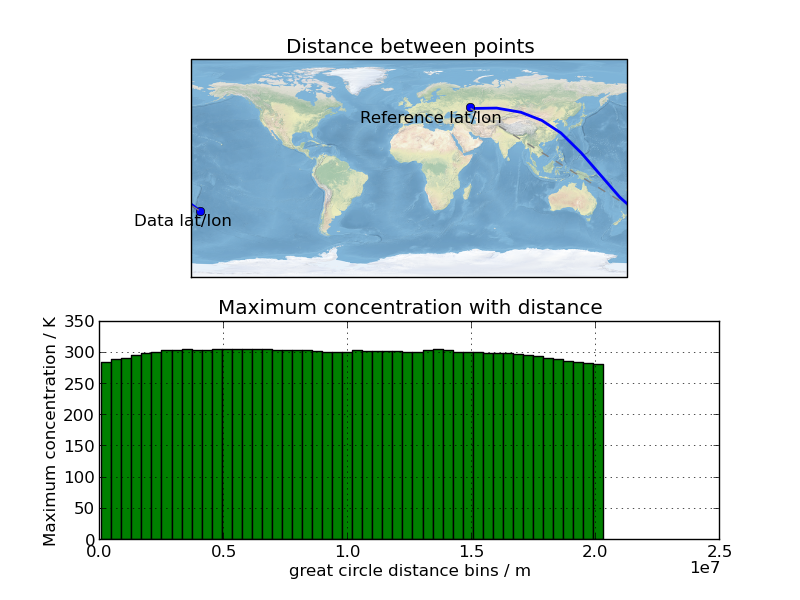 Distance between points
Reference lat/lon
Data lat/lon
Maximum concentration with distance
Maximum concentration / K
350
300
250
200
150
100
50
0
0.0 0.5 1.0 1.5 2.0 2.5
1e7
great circle distance bins / m